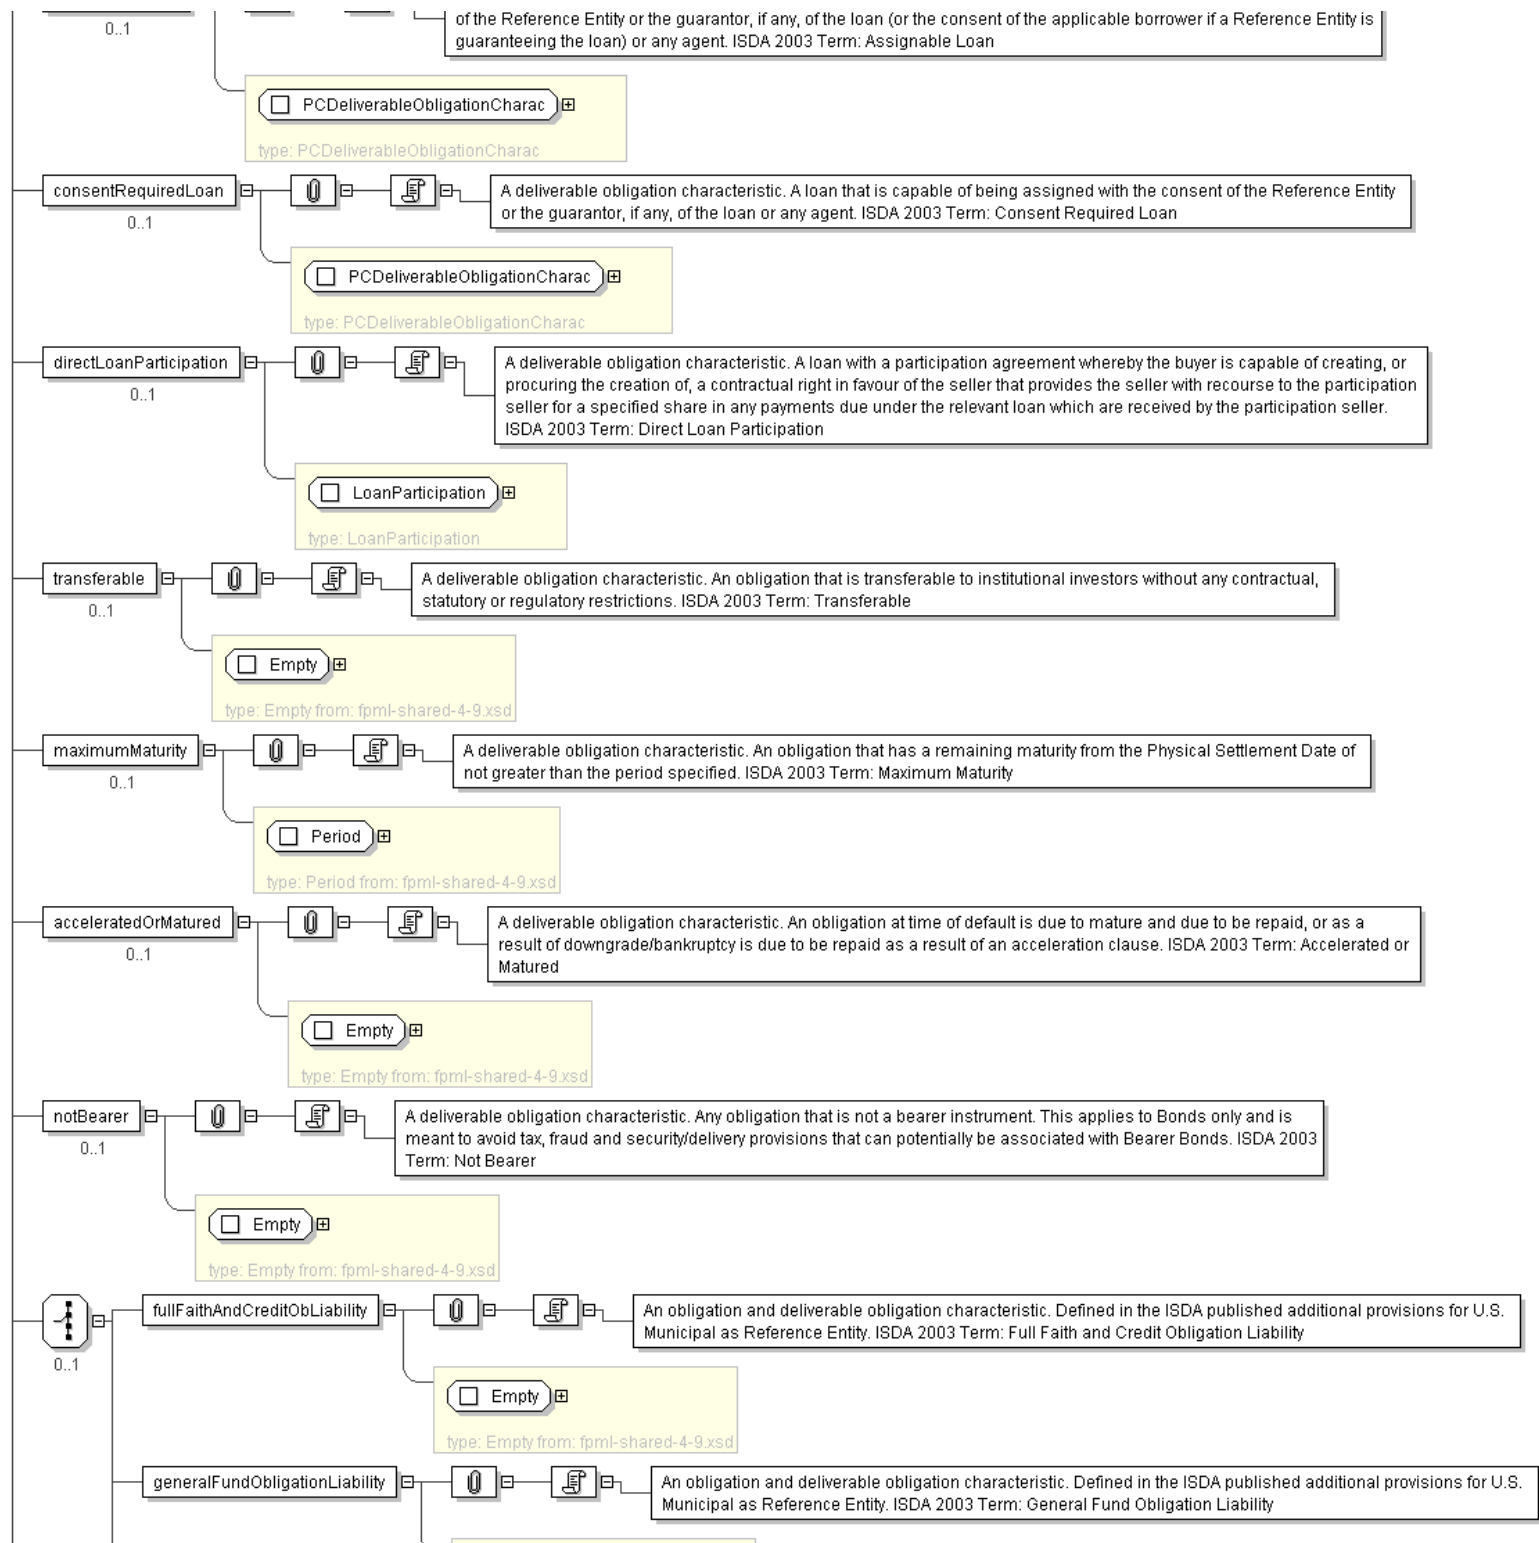 of the Reference Entity or the guarantor, if any, of the loan (or the consent of the applicable borrower if a Reference Entity is
0..1
guaranteeing the loan) or any agent. ISDA 2003 Term: Assignable Loan
PCDeliverableObligationCharac
type: PCDeliverableObligationCharac
consentRequiredLoan
0..1
A deliverable obligation characteristic. A loan that is capable of being assigned with the consent of the Reference Entity
or the guarantor, if any, of the loan or any agent. ISDA 2003 Term: Consent Required Loan
PCDeliverableObligationCharac
type: PCDeliverableObligationCharac
directLoanParticipation
0..1
A deliverable obligation characteristic. A loan with a participation agreement whereby the buyer is capable of creating, or
procuring the creation of, a contractual right in favour of the seller that provides the seller with recourse to the participation
seller for a specified share in any payments due under the relevant loan which are received by the participation seller.
ISDA 2003 Term: Direct Loan Participation
LoanParticipation
type: LoanParticipation
transferable
0..1
A deliverable obligation characteristic. An obligation that is transferable to institutional investors without any contractual,
statutory or regulatory restrictions. ISDA 2003 Term: Transferable
Empty
type: Empty from: fpml-shared-4-9.xsd
maximumMaturity
0..1
A deliverable obligation characteristic. An obligation that has a remaining maturity from the Physical Settlement Date of
not greater than the period specified. ISDA 2003 Term: Maximum Maturity
Period
type: Period from: fpml-shared-4-9.xsd
acceleratedOrMatured
0..1
A deliverable obligation characteristic. An obligation at time of default is due to mature and due to be repaid, or as a
result of downgrade/bankruptcy is due to be repaid as a result of an acceleration clause. ISDA 2003 Term: Accelerated or
Matured
Empty
type: Empty from: fpml-shared-4-9.xsd
notBearer
0..1
A deliverable obligation characteristic. Any obligation that is not a bearer instrument. This applies to Bonds only and is
meant to avoid tax, fraud and security/delivery provisions that can potentially be associated with Bearer Bonds. ISDA 2003
Term: Not Bearer
Empty
type: Empty from: fpml-shared-4-9.xsd
0..1
fullFaithAndCreditObLiability
An obligation and deliverable obligation characteristic. Defined in the ISDA published additional provisions for U.S.
Municipal as Reference Entity. ISDA 2003 Term: Full Faith and Credit Obligation Liability
Empty
type: Empty from: fpml-shared-4-9.xsd
generalFundObligationLiability
An obligation and deliverable obligation characteristic. Defined in the ISDA published additional provisions for U.S.
Municipal as Reference Entity. ISDA 2003 Term: General Fund Obligation Liability